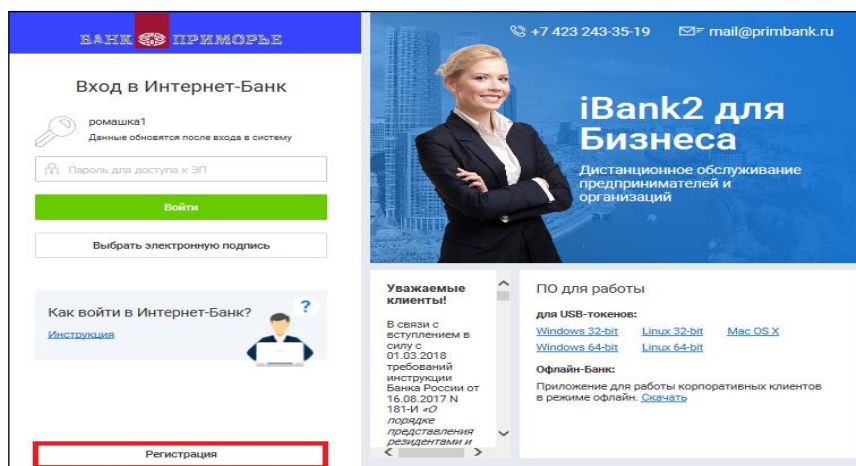 БАНК ПРИМОРЬЕ
Вход в Интернет-Банк
ромашка1
Данные обновятся после входа в систему
Пароль для доступа к ЭП
Войти
Выбрать электронную подпись
Как войти в Интернет-Банк?
?
Инструкция
Регистрация
+7 423 243-35-19 mail@primbank.ru
iBank2 для
Бизнеса
Дистанционное обслуживание
предпринимателей и
организаций
Уважаемые
клиенты!
В связи с
вступлением в
силу с
01.03.2018
требований
инструкции
Банка России от
16.08.2017 N
181-И «О
порядке
представления
резидентами и
ПО для работы
для USB-токенов:
Windows 32-bit Linux 32-bit Mac OS X
Windows 64-bit Linux 64-bit
Офлайн-Банк:
Приложение для работы корпоративных клиентов
в режиме офлайн. Скачать